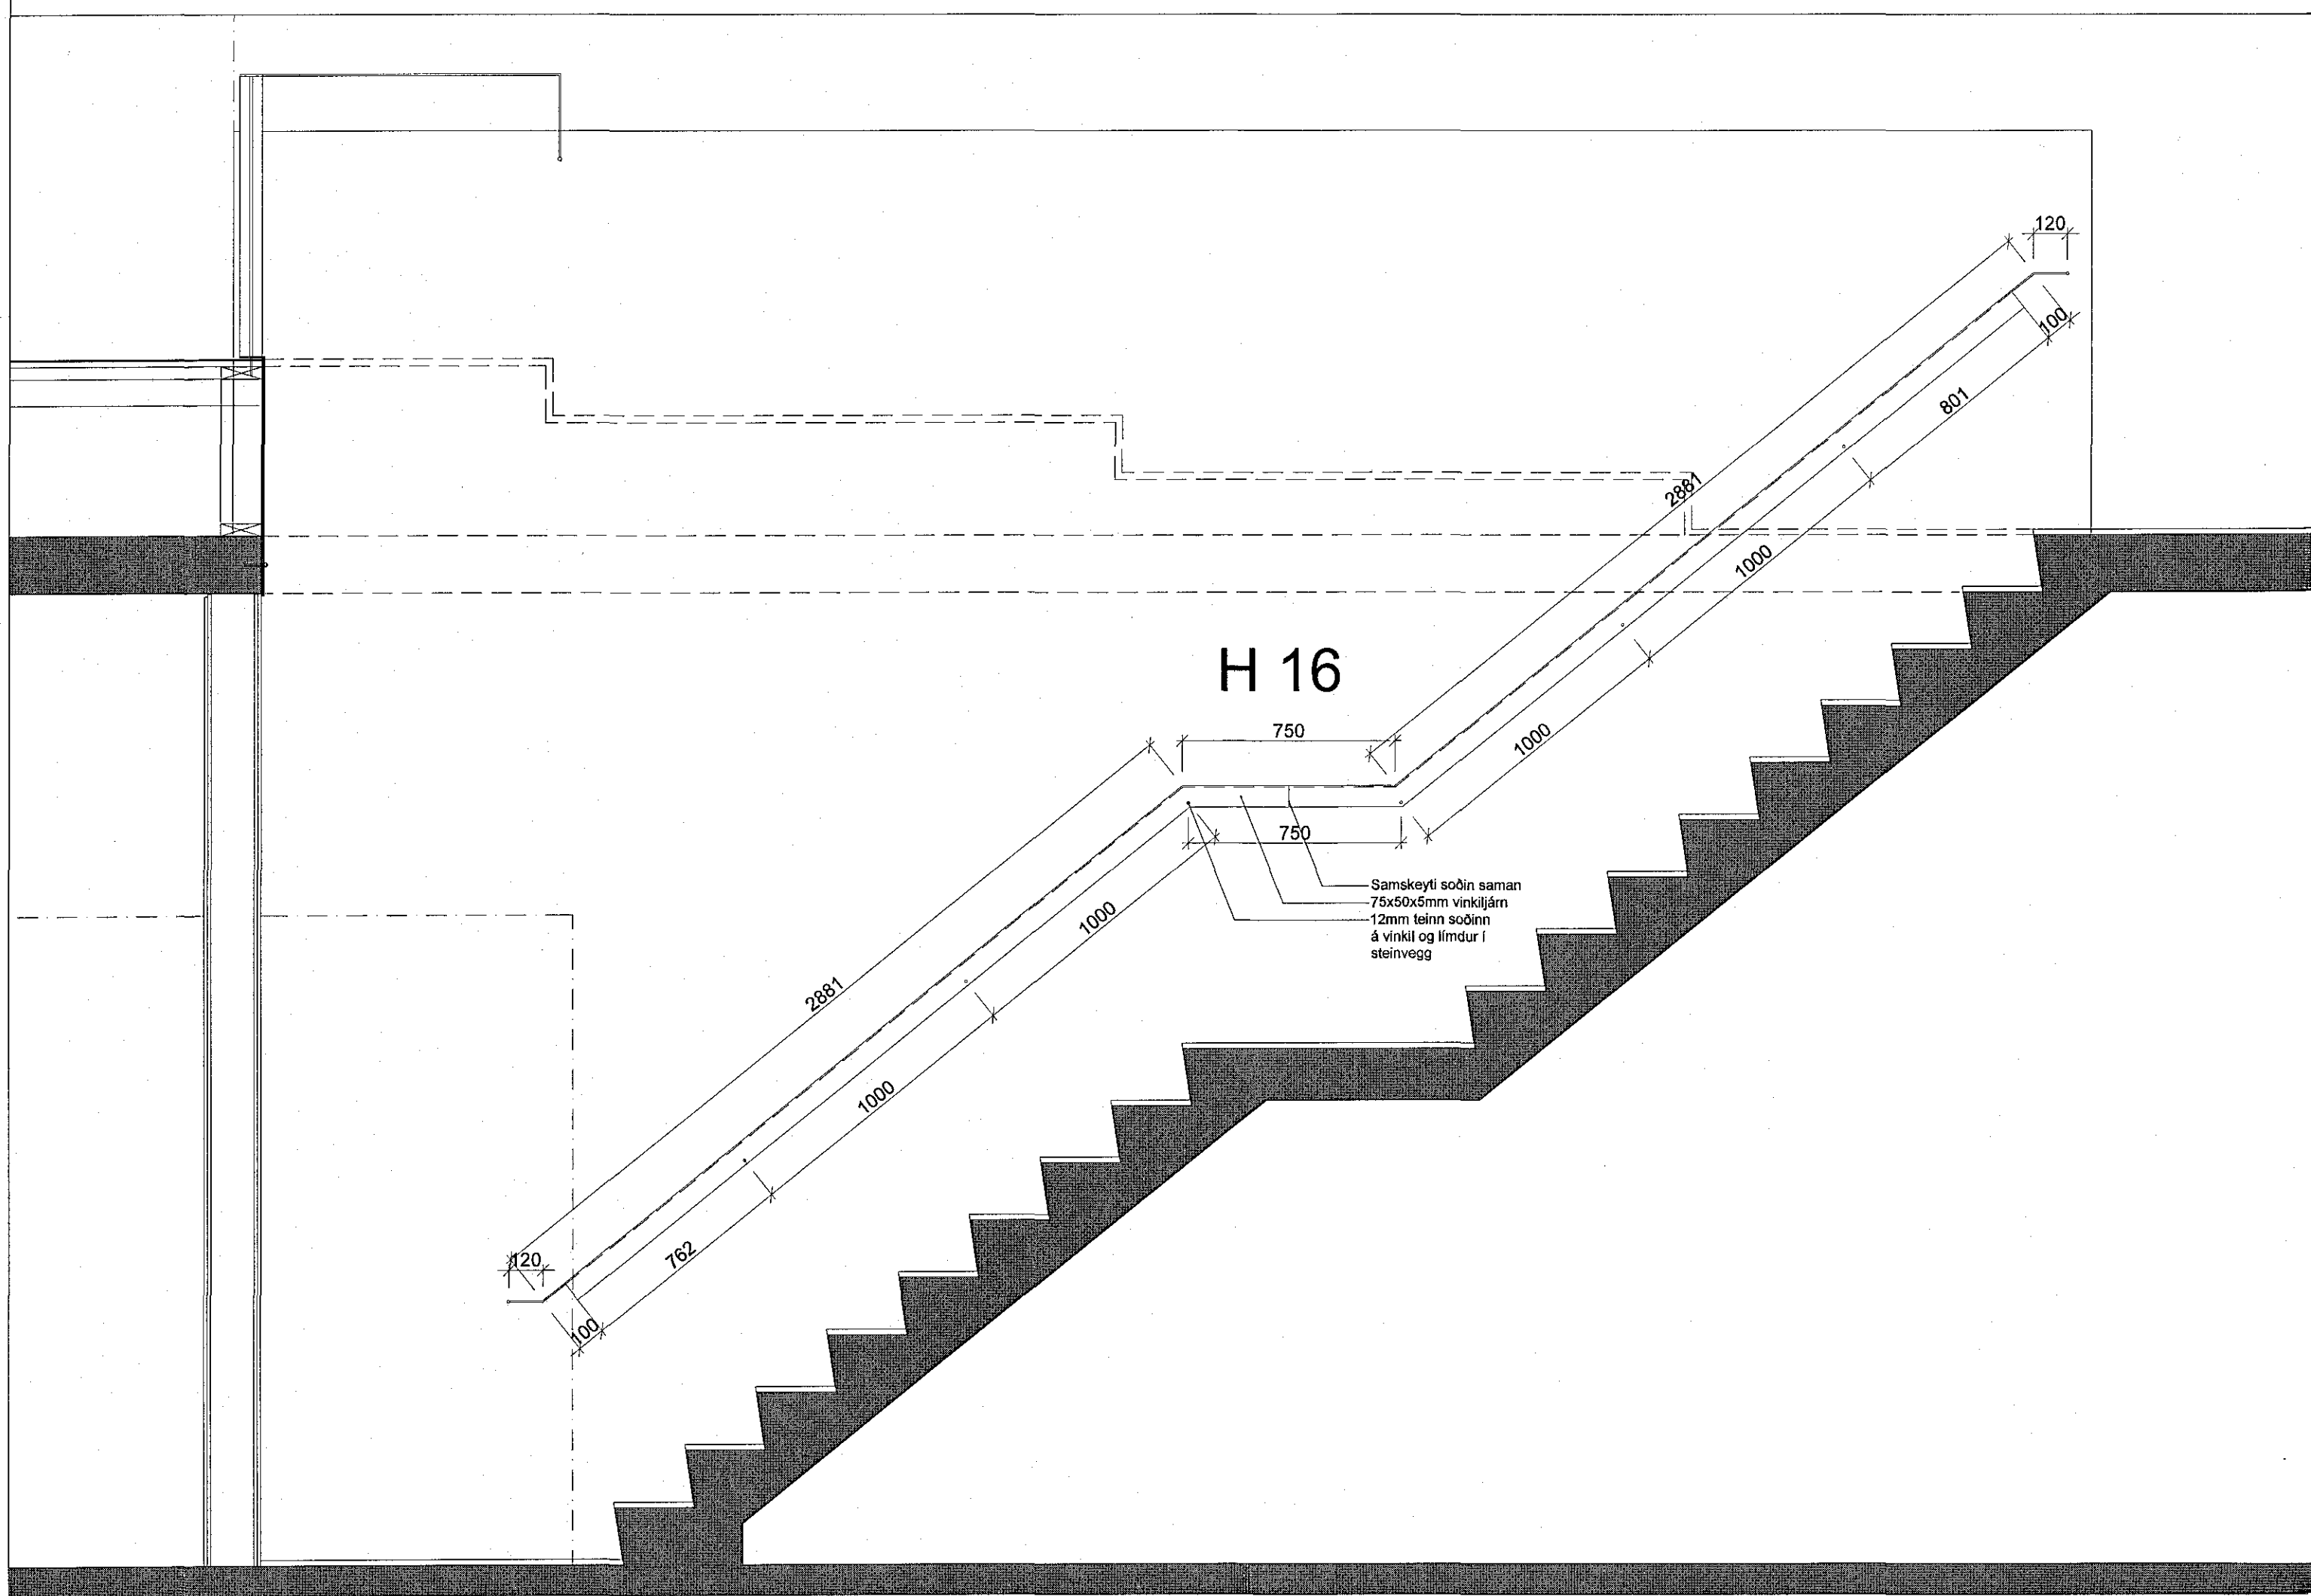 120
100
801
2881
1000
H 16
1000
750
750
Samskeyti soðin saman
75x50x5mm vinkiljárn
12mm teinn soðinn
á vinkil og límdur í
steinvegg
1000
2881
1000
762
120
100